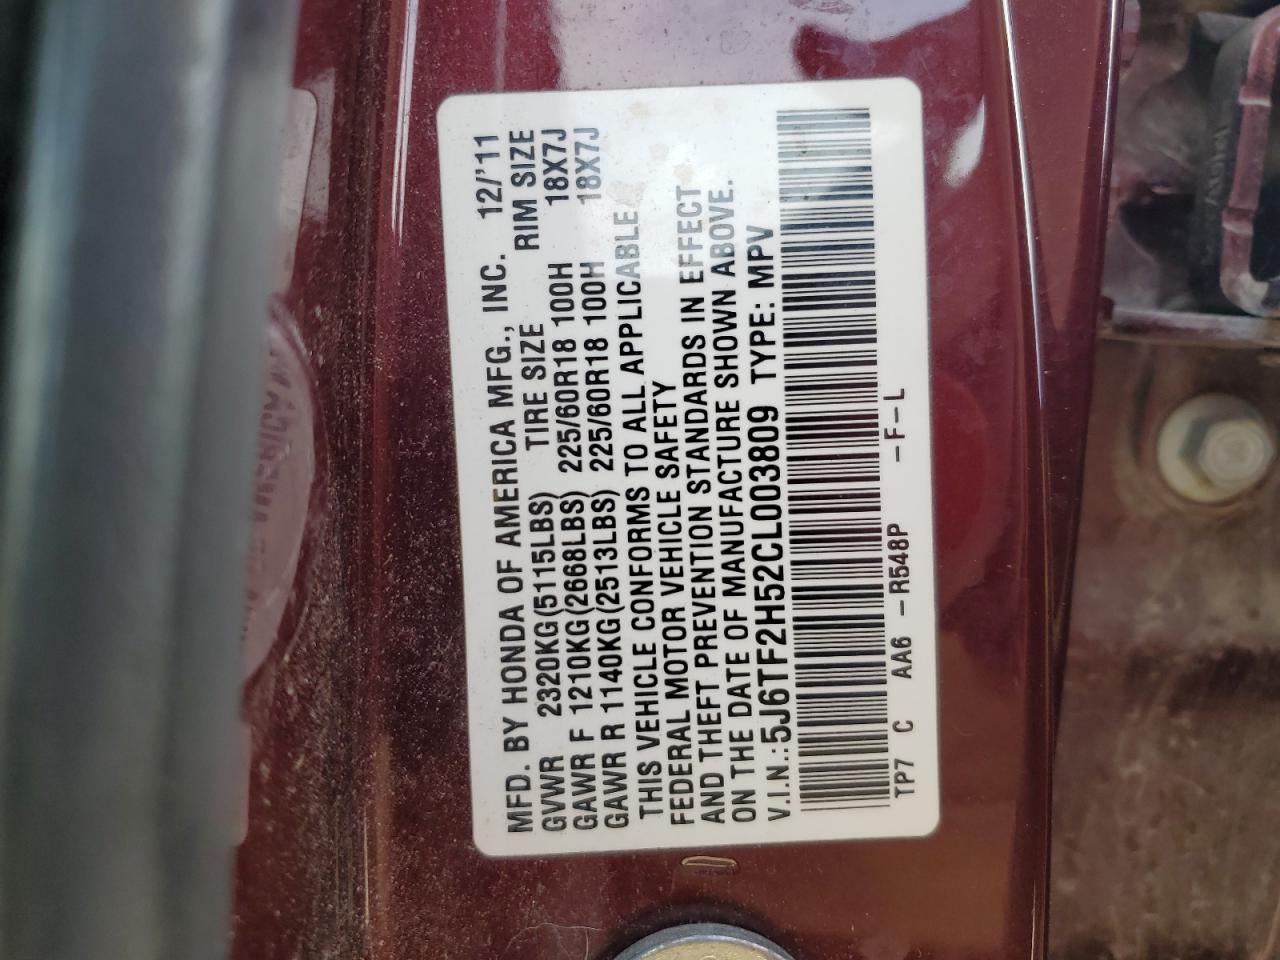 MFD. BY HONDA OF AMERICA MFG., INC. 12/'11
GVWR 2320KG(5115LBS) TIRE SIZE RIM SIZE
GAWR F 1210KG(2668LBS) 225/60R18 100H 18X7J
GAWR R 1140KG(2513LBS) 225/60R18 100H 18X7J
THIS VEHICLE CONFORMS TO ALL APPLICABLE
FEDERAL MOTOR VEHICLE SAFETY
AND THEFT PREVENTION STANDARDS IN EFFECT
ON THE DATE OF MANUFACTURE SHOWN ABOVE.
V.I.N.:5J6TF2H52CL003809 TYPE: MPV
TP7 C AA6 -R548P -F-L